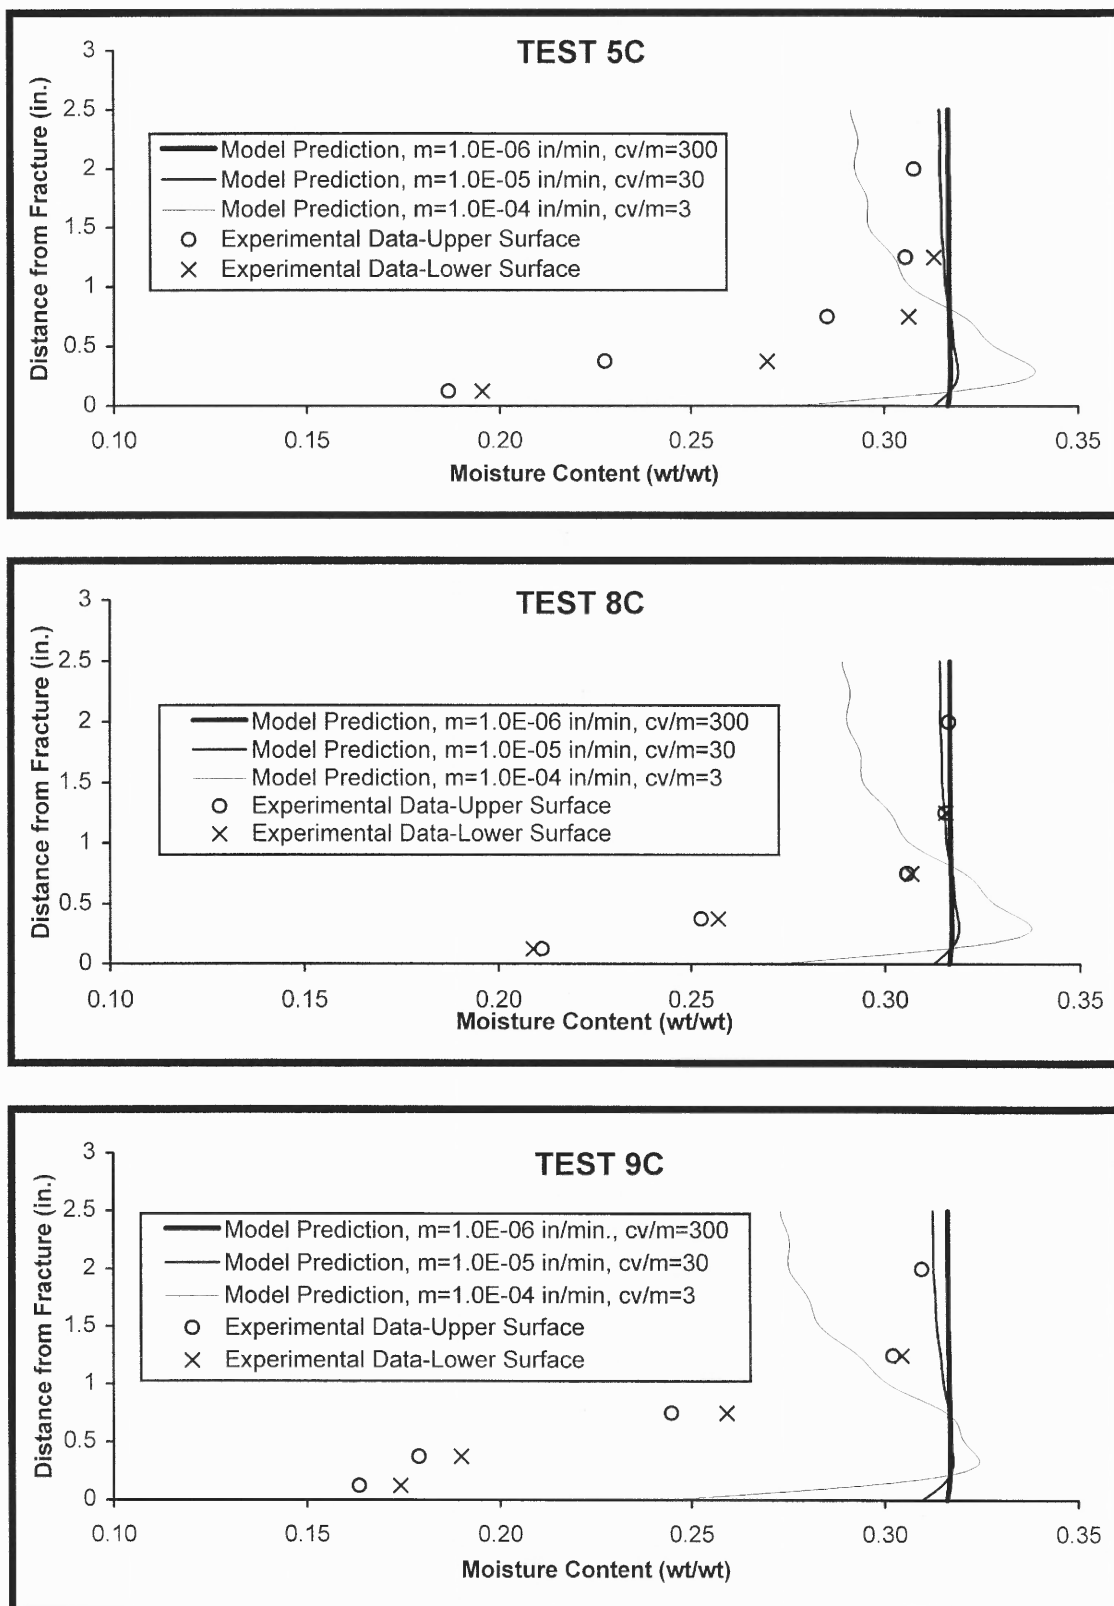 TEST 5C
3
2.5
2
1.5
1
0.5
0
Distance from Fracture (in.)
Model Prediction, m=1.0E-06 in/min, cv/m=300
Model Prediction, m=1.0E-05 in/min, cv/m=30
Model Prediction, m=1.0E-04 in/min, cv/m=3
Experimental Data-Upper Surface
Experimental Data-Lower Surface
0.10 0.15 0.20 0.25 0.30 0.35
Moisture Content (wt/wt)
TEST 8C
3
2.5
2
1.5
1
0.5
0
Distance from Fracture (in.)
Model Prediction, m=1.0E-06 in/min, cv/m=300
Model Prediction, m=1.0E-05 in/min, cv/m=30
Model Prediction, m=1.0E-04 in/min, cv/m=3
Experimental Data-Upper Surface
Experimental Data-Lower Surface
0.10 0.15 0.20 0.25 0.30 0.35
Moisture Content (wt/wt)
TEST 9C
3
2.5
2
1.5
1
0.5
0
Distance from Fracture (in.)
Model Prediction, m=1.0E-06 in/min., cv/m=300
Model Prediction, m=1.0E-05 in/min, cv/m=30
Model Prediction, m=1.0E-04 in/min, cv/m=3
Experimental Data-Upper Surface
Experimental Data-Lower Surface
0.10 0.15 0.20 0.25 0.30 0.35
Moisture Content (wt/wt)